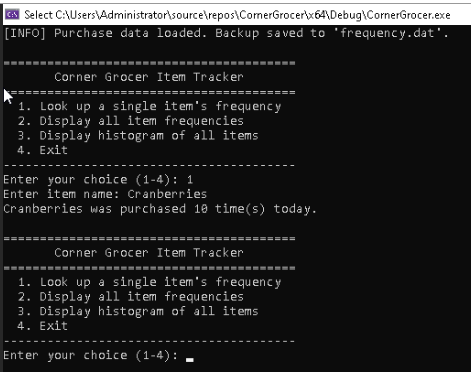 Select C:\Users\Administrator\source\repos\CornerGrocer\x64\Debug\CornerGrocer.exe
[INFO] Purchase data loaded. Backup saved to 'frequency.dat'.
======================================
Corner Grocer Item Tracker
======================================
1. Look up a single item's frequency
2. Display all item frequencies
3. Display histogram of all items
4. Exit
--------------------------------------
Enter your choice (1-4): 1
Enter item name: Cranberries
Cranberries was purchased 10 time(s) today.
======================================
Corner Grocer Item Tracker
======================================
1. Look up a single item's frequency
2. Display all item frequencies
3. Display histogram of all items
4. Exit
--------------------------------------
Enter your choice (1-4): _